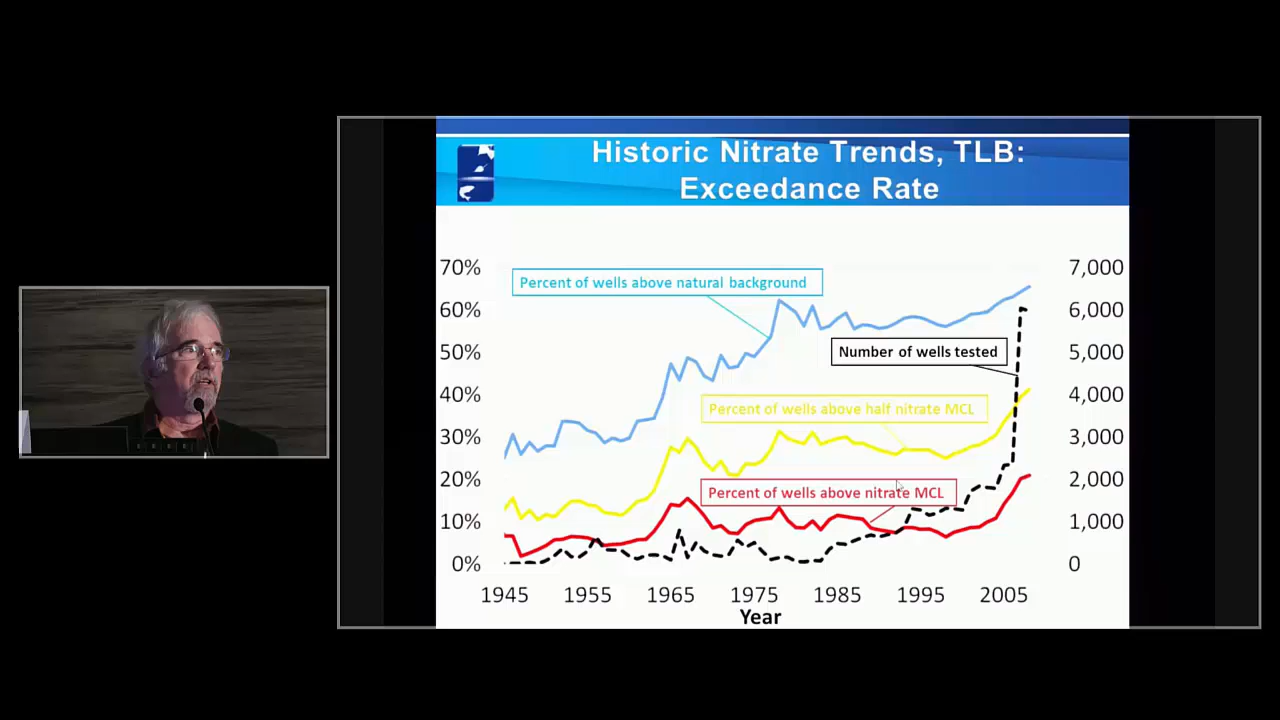 Historic Nitrate Trends, TLB:
Exceedance Rate
70%
60%
50%
40%
30%
20%
10%
0%
Percent of wells above natural background
Number of wells tested
Percent of wells above half nitrate MCL
Percent of wells above nitrate MCL
7,000
6,000
5,000
4,000
3,000
2,000
1,000
0
1945 1955 1965 1975 1985 1995 2005
Year